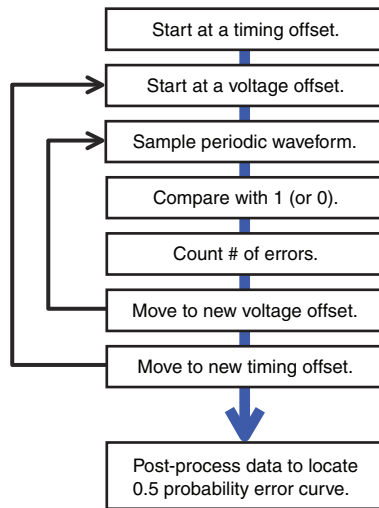 Start at a timing offset.
Start at a voltage offset.
Sample periodic waveform.
Compare with 1 (or 0).
Count # of errors.
Move to new voltage offset.
Move to new timing offset.
Post-process data to locate
0.5 probability error curve.